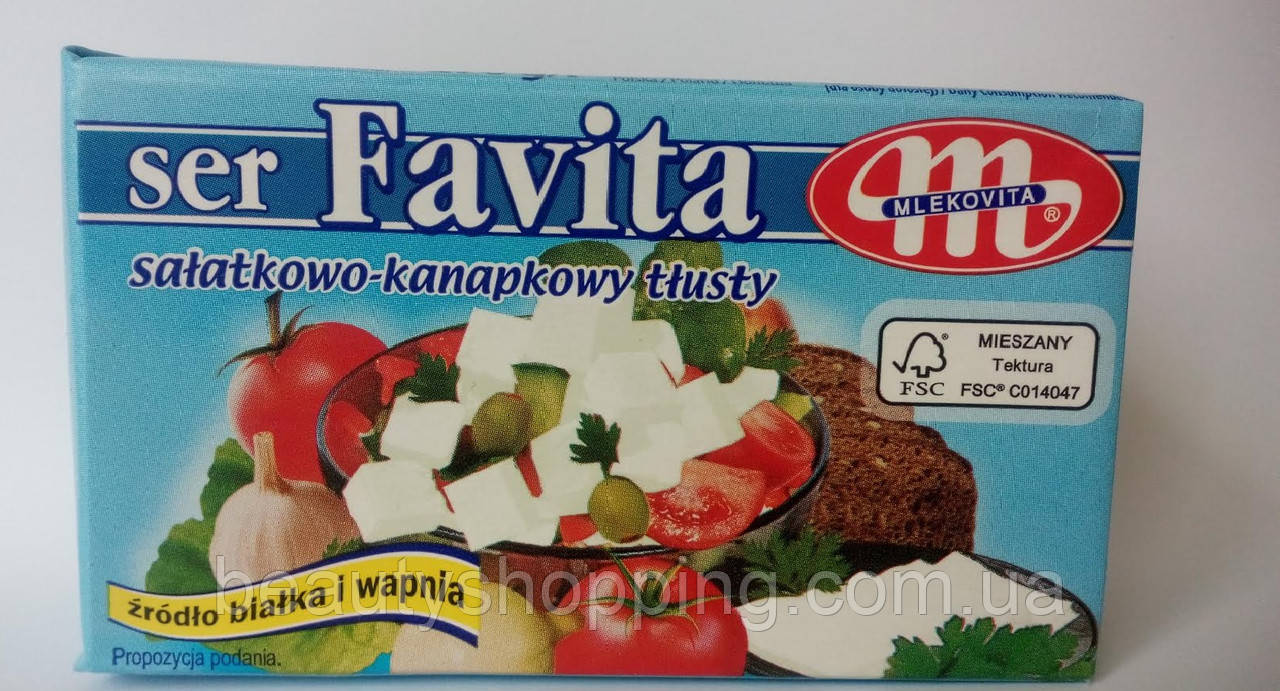 ser Favita
MLEKOVITA®
sałatkowo-kanapkowy tłusty
MIESZANY
Tektura
FSC® C014047
FSC
źródło białka i wapnia
beautyshopping.com.ua
Propozycja podania.